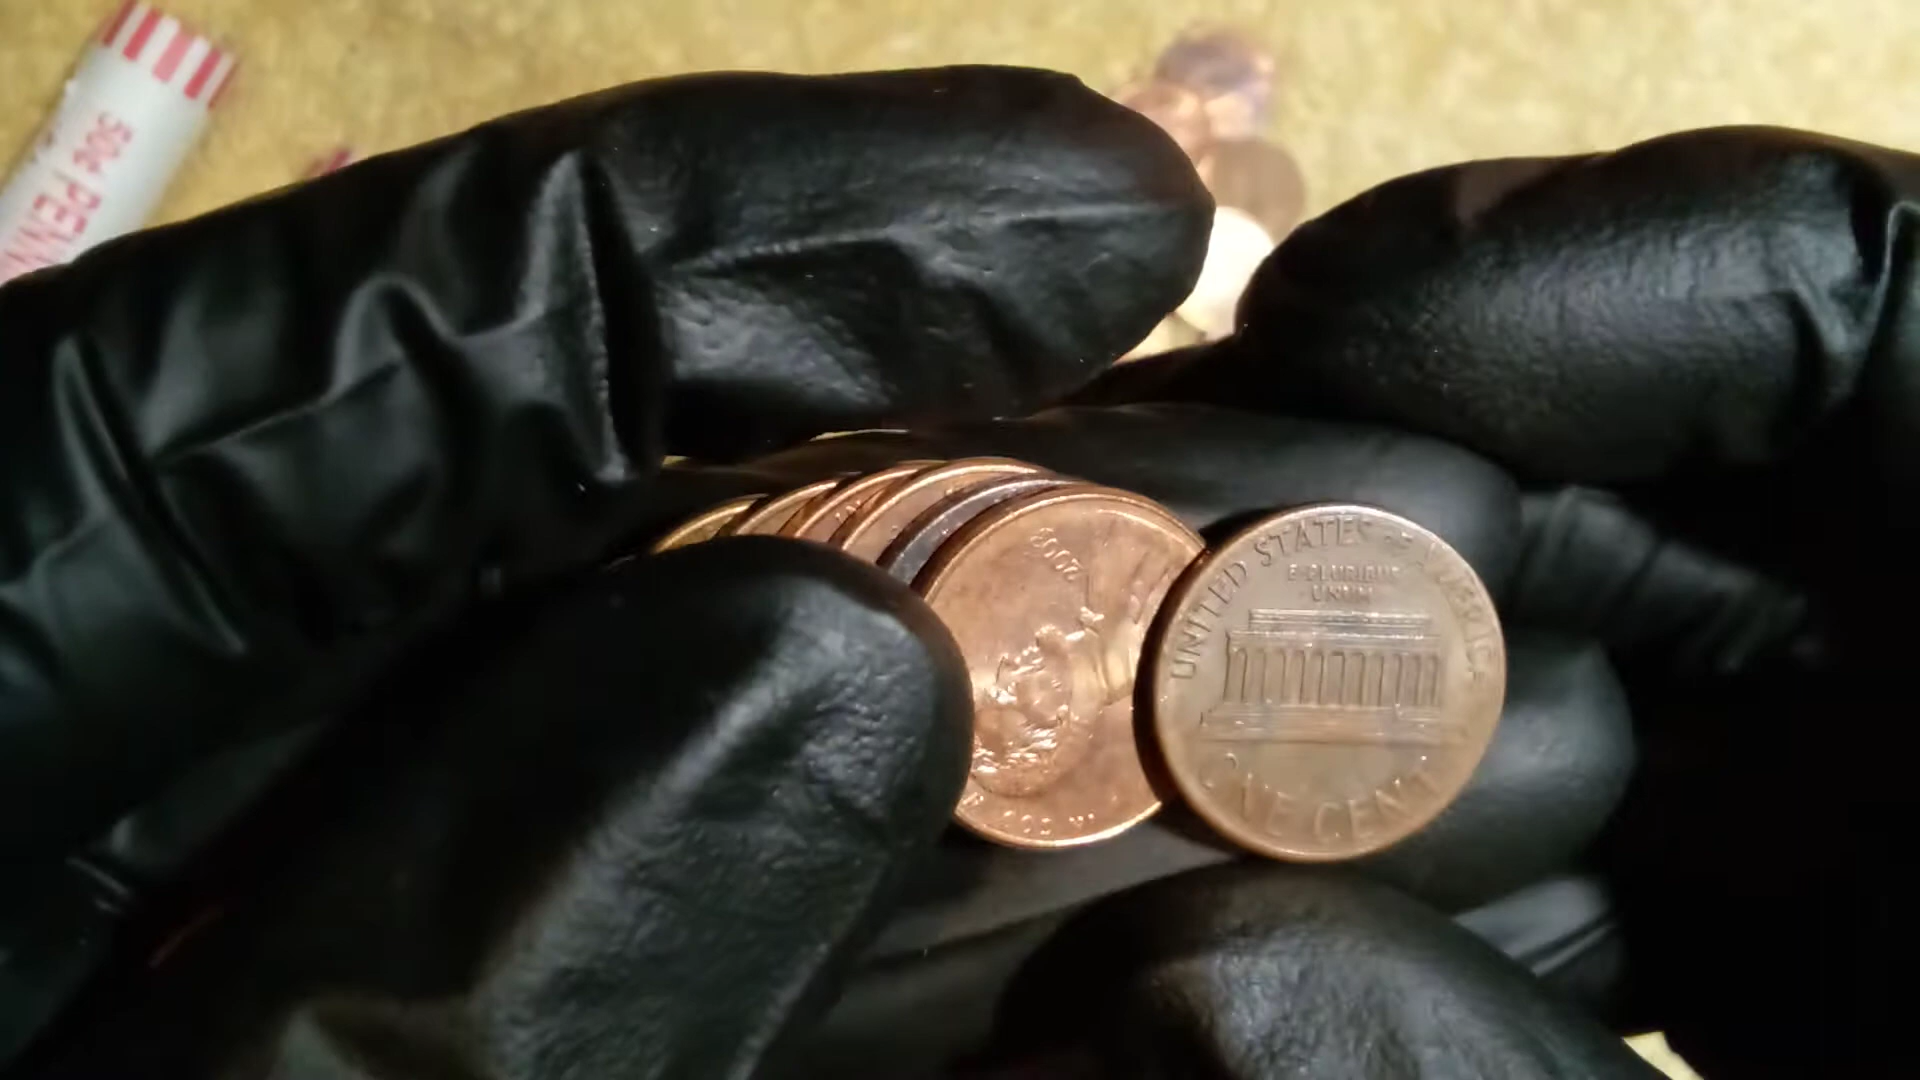 50¢ PENN
2008
UNITED STATES OF AMERICA
E PLURIBUS
UNUM
ONE CENT